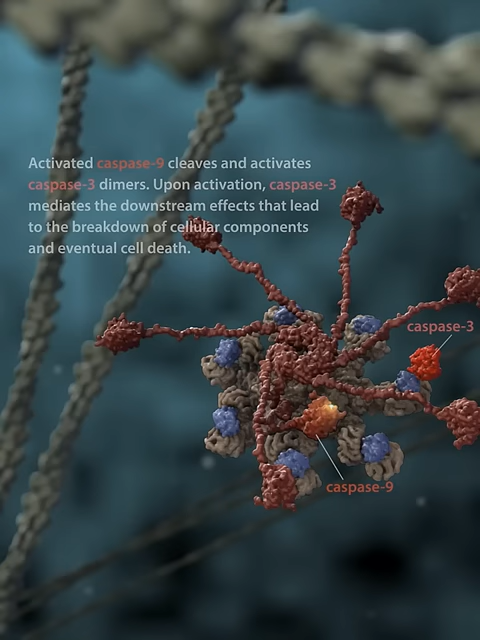 Activated caspase-9 cleaves and activates
caspase-3 dimers. Upon activation, caspase-3
mediates the downstream effects that lead
to the breakdown of cellular components
and eventual cell death.
caspase-3
caspase-9